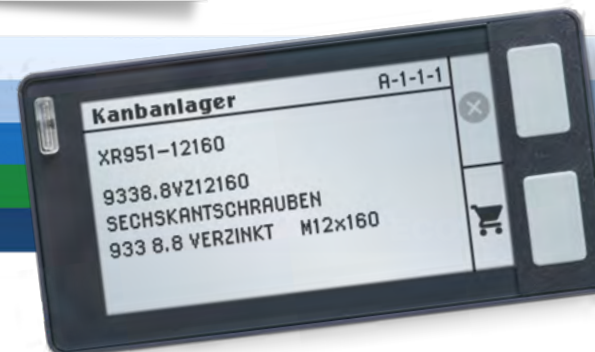 Kanbanlager A-1-1-1
XR951-12160
9338.8VZ12160
SECHSKANTSCHRAUBEN
933 8.8 VERZINKT M12x160